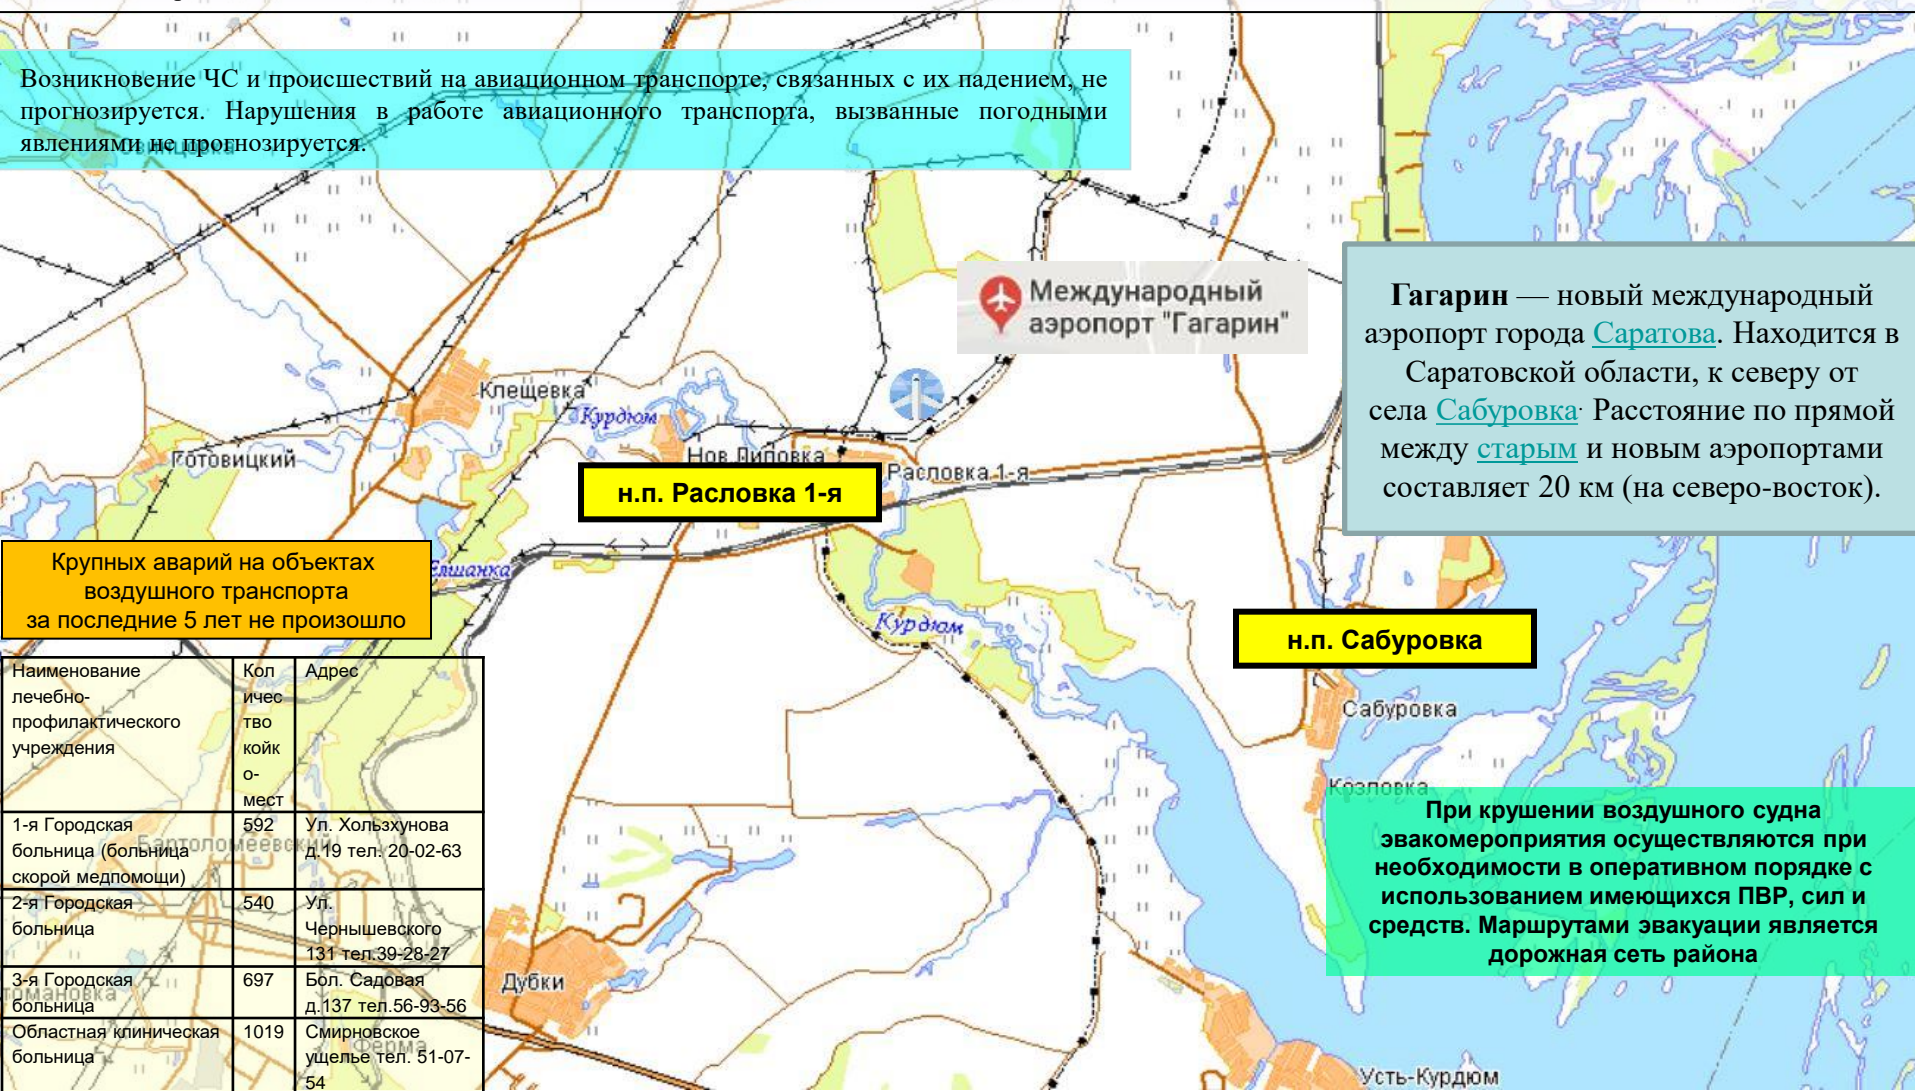 Возникновение ЧС и происшествий на авиационном транспорте, связанных с их падением, не
прогнозируется. Нарушения в работе авиационного транспорта, вызванные погодными
явлениями не прогнозируется.
Международный
аэропорт "Гагарин"
Гагарин — новый международный
аэропорт города Саратова. Находится в
Саратовской области, к северу от
села Сабуровка. Расстояние по прямой
между старым и новым аэропортами
составляет 20 км (на северо-восток).
Клещевка
Курдюм
Готовицкий
Нов.Липовка
Расловка 1-я
н.п. Расловка 1-я
Елшанка
Крупных аварий на объектах
воздушного транспорта
за последние 5 лет не произошло
Курдюм
н.п. Сабуровка
Сабуровка
Козловка
При крушении воздушного судна
эвакомероприятия осуществляются при
необходимости в оперативном порядке с
использованием имеющихся ПВР, сил и
средств. Маршрутами эвакуации является
дорожная сеть района
Наименование
лечебно-
профилактического
учреждения
Кол
ичес
тво
койк
о-
мест
Адрес
1-я Городская
больница (больница
скорой медпомощи)
592
Ул. Хользхунова
д.19 тел. 20-02-63
Бартоломеевский
2-я Городская
больница
540
Ул.
Чернышевского
131 тел.39-28-27
3-я Городская
больница
697
Бол. Садовая
д.137 тел.56-93-56
Областная клиническая
больница
1019
Смирновское
ущелье тел. 51-07-
54
Ферма
Дубки
Усть-Курдюм